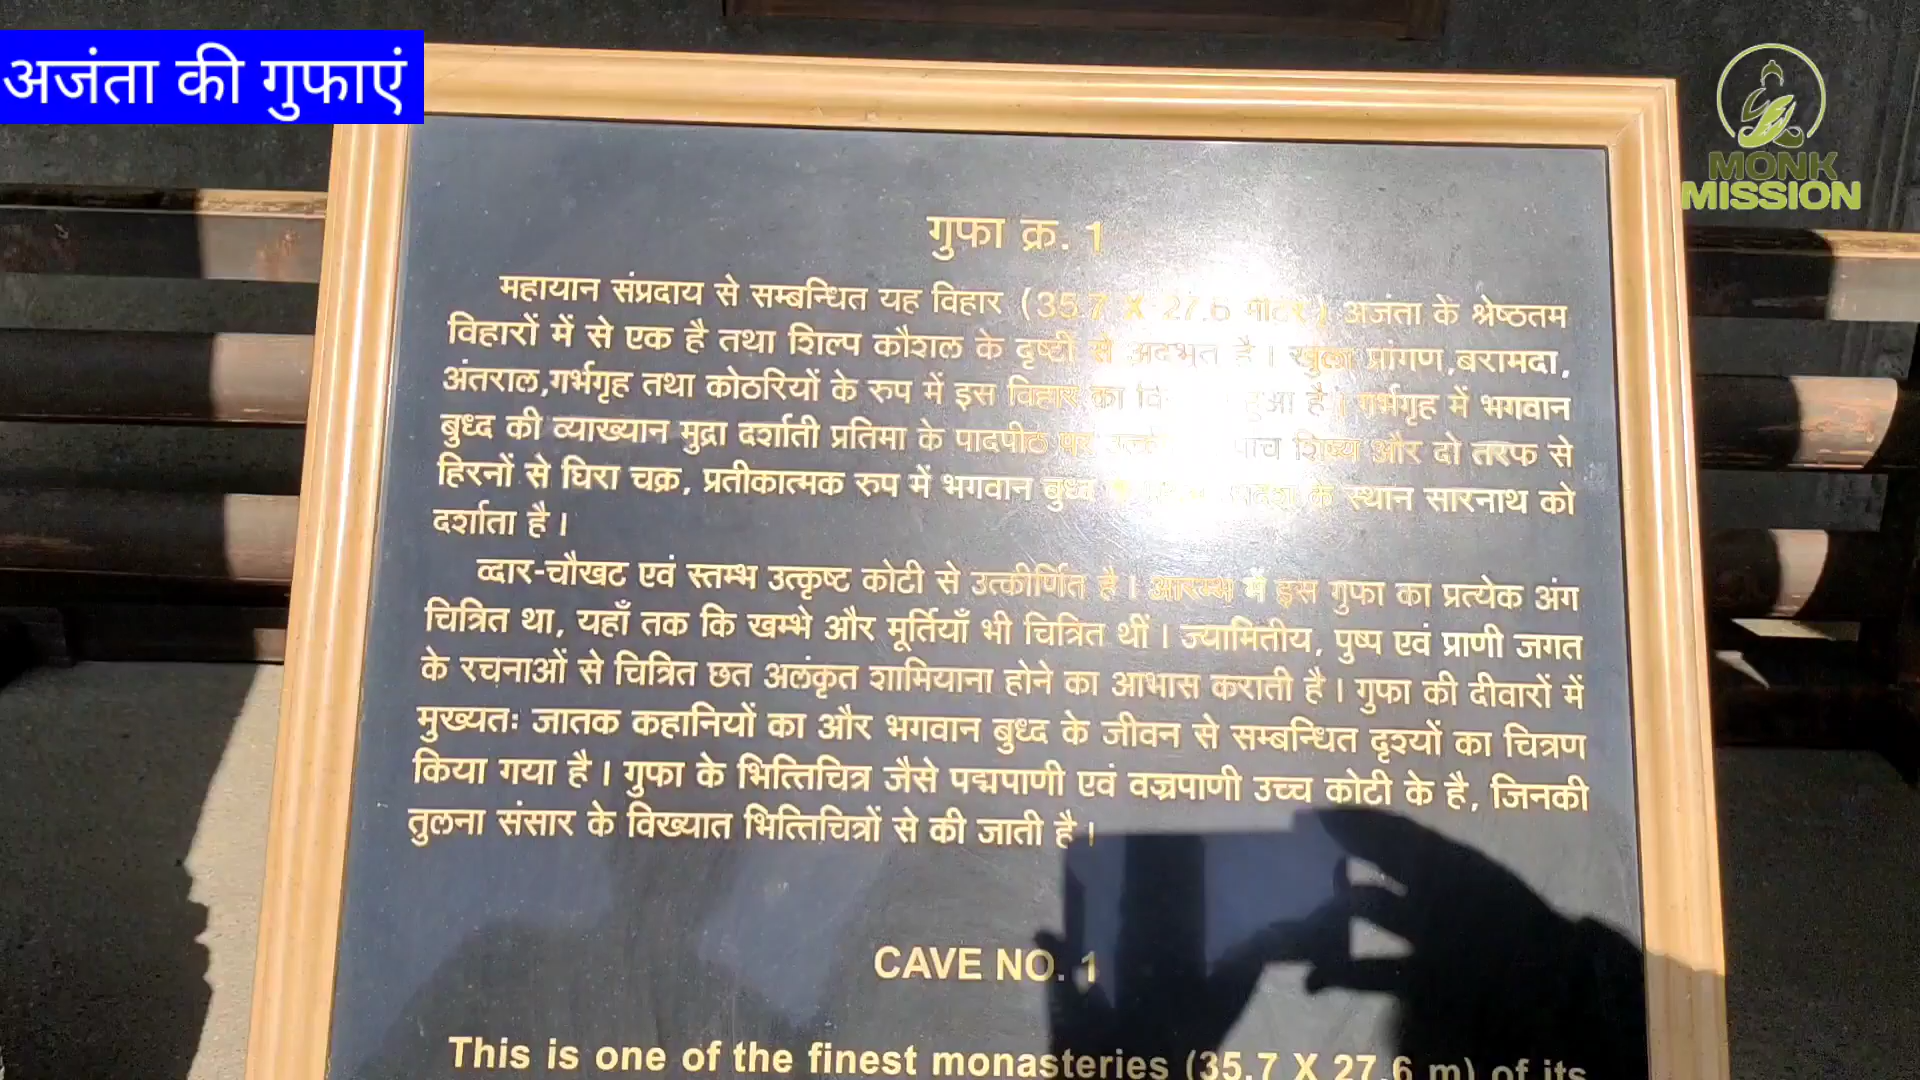 अजंता की गुफाएं
MONK
MISSION
गुफा क्र. 1
महायान संप्रदाय से सम्बन्धित यह विहार (35.7 X 27.6 मीटर) अजंता के श्रेष्ठतम
विहारों में से एक है तथा शिल्प कौशल के दृष्टी से अदभुत है । खुला प्रांगण,बरामदा,
अंतराल,गर्भगृह तथा कोठरियों के रुप में इस विहार का हुआ है । गर्भगृह में भगवान
बुध्द की व्याख्यान मुद्रा दर्शाती प्रतिमा के पादपीठ पर पाच शिष्य और दो तरफ से
हिरनों से घिरा चक्र, प्रतीकात्मक रुप में भगवान बुध्द के स्थान सारनाथ को
दर्शाता है ।
व्दार-चौखट एवं स्तम्भ उत्कृष्ट कोटी से उत्कीर्णित है । आरम्भ में इस गुफा का प्रत्येक अंग
चित्रित था, यहाँ तक कि खम्भे और मूर्तियाँ भी चित्रित थीं । ज्यामितीय, पुष्प एवं प्राणी जगत
के रचनाओं से चित्रित छत अलंकृत शामियाना होने का आभास कराती है । गुफा की दीवारों में
मुख्यतः जातक कहानियों का और भगवान बुध्द के जीवन से सम्बन्धित दृश्यों का चित्रण
किया गया है । गुफा के भित्तिचित्र जैसे पद्मपाणी एवं वज्रपाणी उच्च कोटी के है, जिनकी
तुलना संसार के विख्यात भित्तिचित्रों से की जाती है ।
CAVE NO. 1
This is one of the finest monasteries (35.7 X 27.6 m) of its